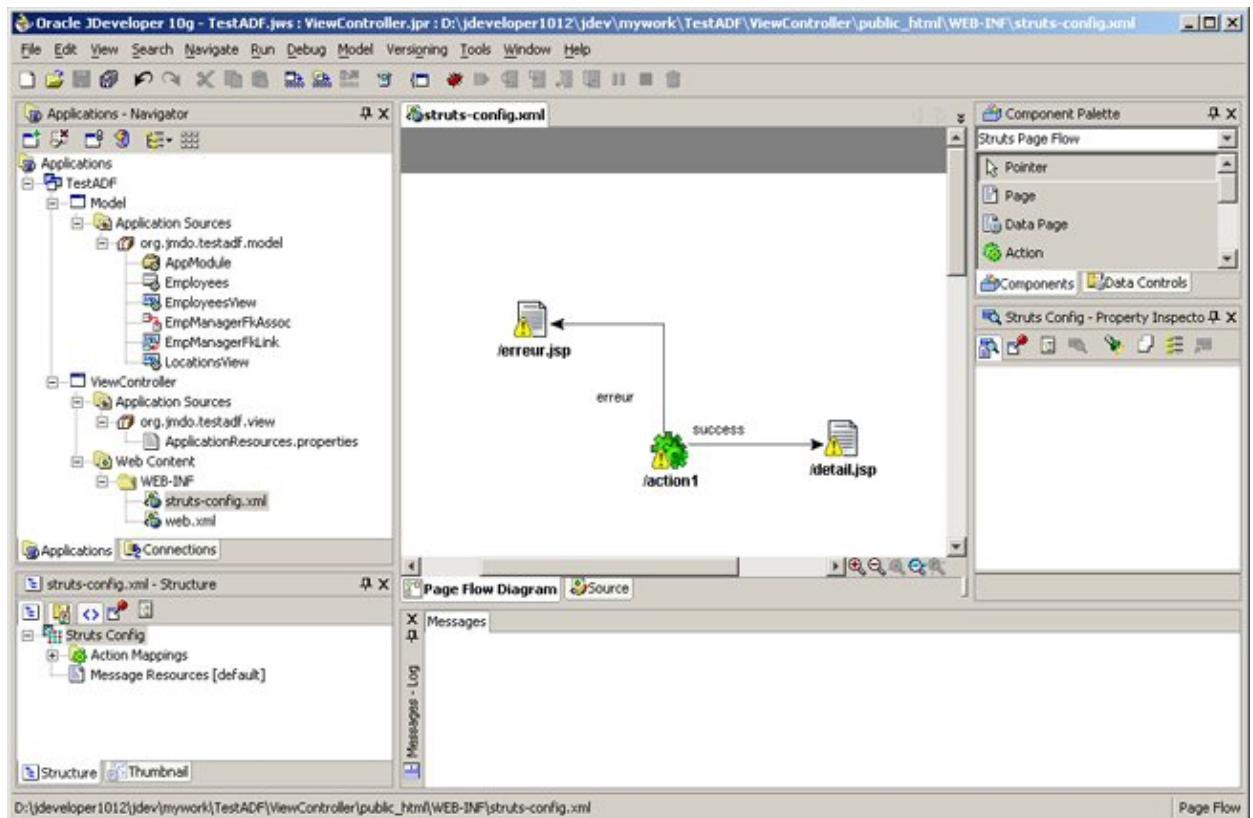 Oracle JDeveloper 10g - TestADF.jws : ViewController.jpr : D:\jdeveloper1012\jdev\mywork\TestADF\ViewController\public_html\WEB-INF\struts-config.xml
File Edit View Search Navigate Run Debug Model Versioning Tools Window Help
Applications - Navigator
Applications
TestADF
Model
Application Sources
org.jmdo.testadf.model
AppModule
Employees
EmployeesView
EmpManagerFkAssoc
EmpManagerFkLink
LocationsView
ViewController
Application Sources
org.jmdo.testadf.view
ApplicationResources.properties
Web Content
WEB-INF
struts-config.xml
web.xml
Applications Connections
struts-config.xml - Structure
Struts Config
Action Mappings
Message Resources [default]
Structure Thumbnail
struts-config.xml
/erreur.jsp
erreur
success
/action1
/detail.jsp
Page Flow Diagram Source
Messages
Messages - Log
Component Palette
Struts Page Flow
Pointer
Page
Data Page
Action
Components Data Controls
Struts Config - Property Inspecto
D:\jdeveloper1012\jdev\mywork\TestADF\ViewController\public_html\WEB-INF\struts-config.xml
Page Flow